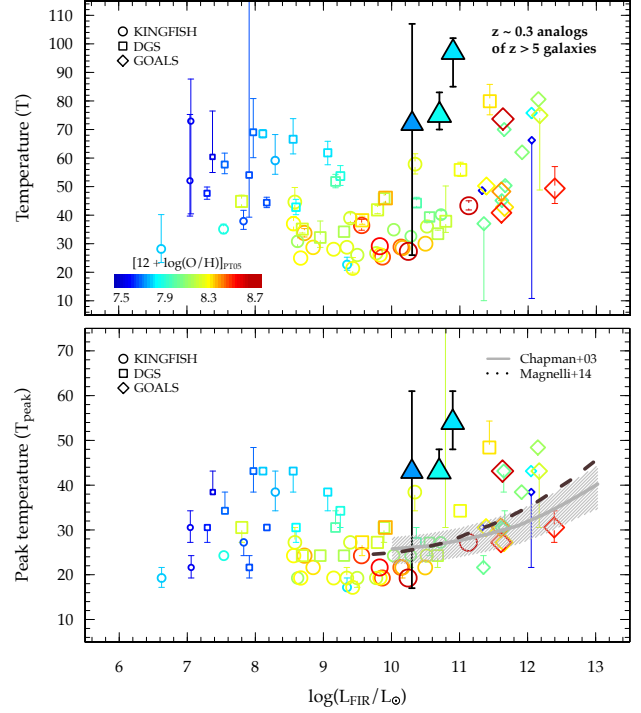 110
100
90
80
70
60
50
40
30
20
10
Temperature (T)
KINGFISH
DGS
GOALS
z ~ 0.3 analogs
of z > 5 galaxies
[12 + log(O/H)]PT05
7.5 7.9 8.3 8.7
70
60
50
40
30
20
10
Peak temperature (Tpeak)
KINGFISH
DGS
GOALS
Chapman+03
Magnelli+14
6 7 8 9 10 11 12 13
log(LFIR/L⊙)